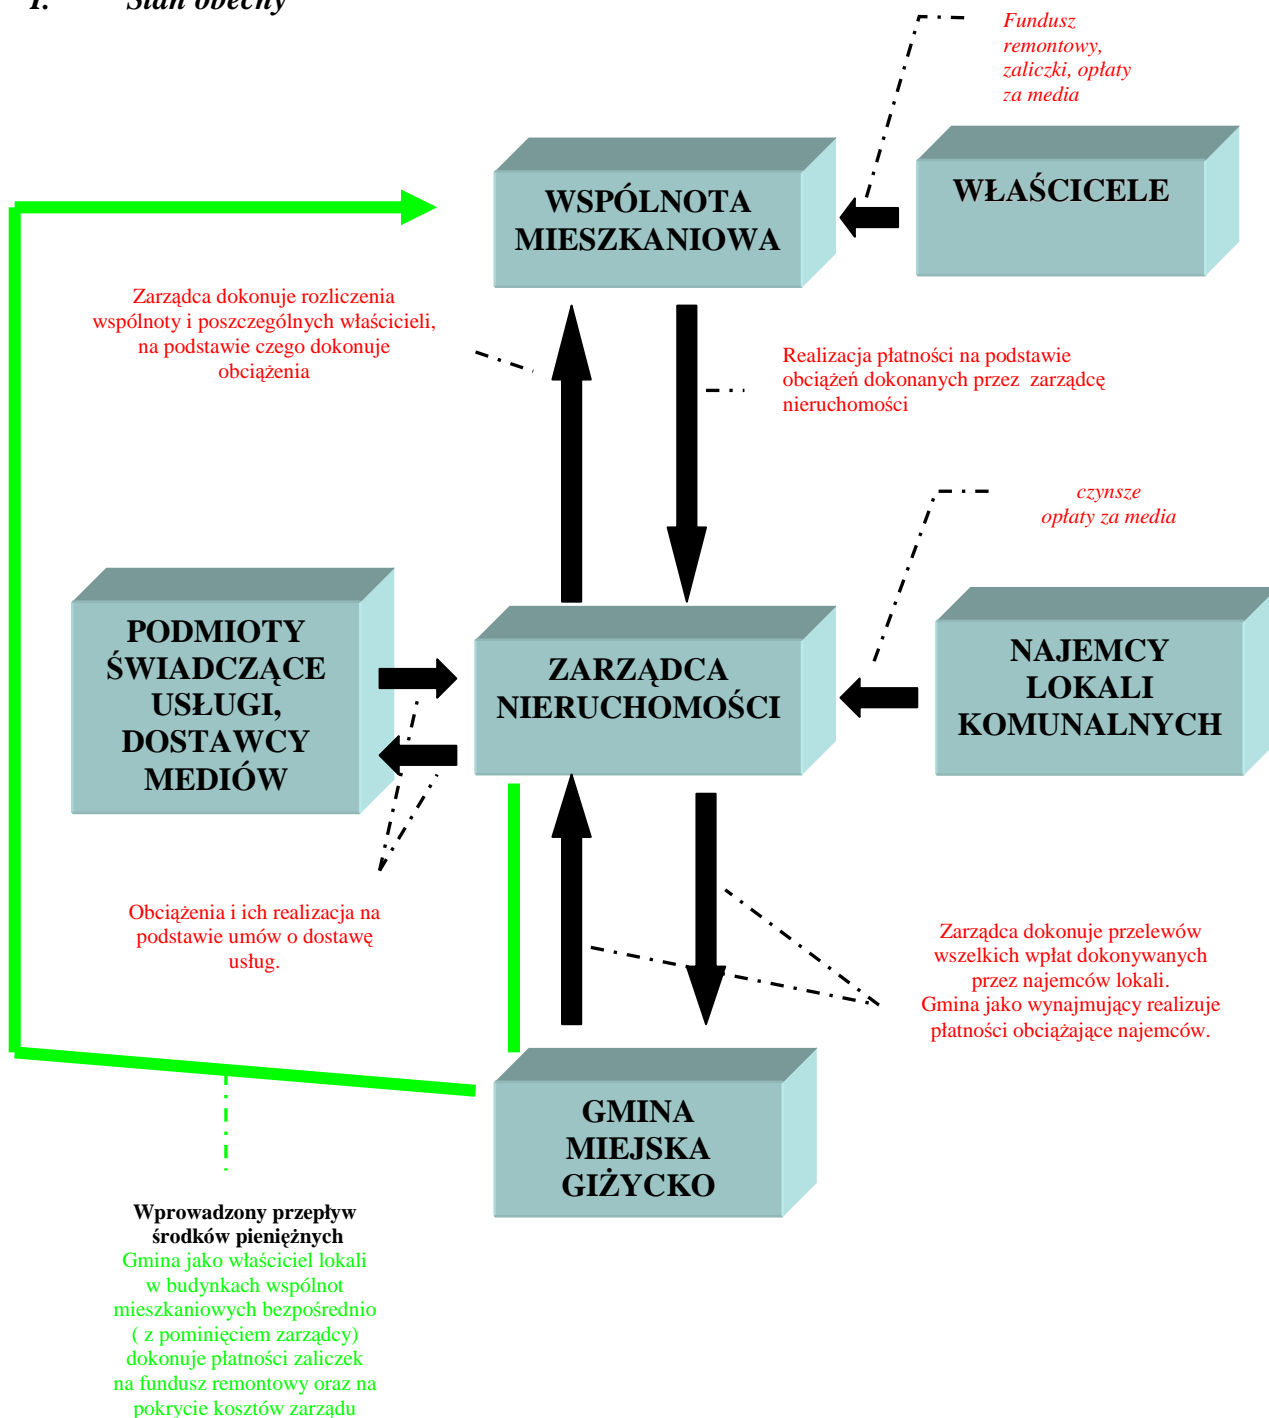 I. Stan obecny
Fundusz
remontowy,
zaliczki, opłaty
za media
WSPÓLNOTA
MIESZKANIOWA
WŁAŚCICELE
Zarządca dokonuje rozliczenia
wspólnoty i poszczególnych właścicieli,
na podstawie czego dokonuje
obciążenia
Realizacja płatności na podstawie
obciążeń dokonanych przez zarządcę
nieruchomości
czynsze
opłaty za media
PODMIOTY
ŚWIADCZĄCE
USŁUGI,
DOSTAWCY
MEDIÓW
ZARZĄDCA
NIERUCHOMOŚCI
NAJEMCY
LOKALI
KOMUNALNYCH
Obciążenia i ich realizacja na
podstawie umów o dostawę
usług.
Zarządca dokonuje przelewów
wszelkich wpłat dokonywanych
przez najemców lokali.
Gmina jako wynajmujący realizuje
płatności obciążające najemców.
GMINA
MIEJSKA
GIŻYCKO
Wprowadzony przepływ
środków pieniężnych
Gmina jako właściciel lokali
w budynkach wspólnot
mieszkaniowych bezpośrednio
( z pominięciem zarządcy)
dokonuje płatności zaliczek
na fundusz remontowy oraz na
pokrycie kosztów zarządu